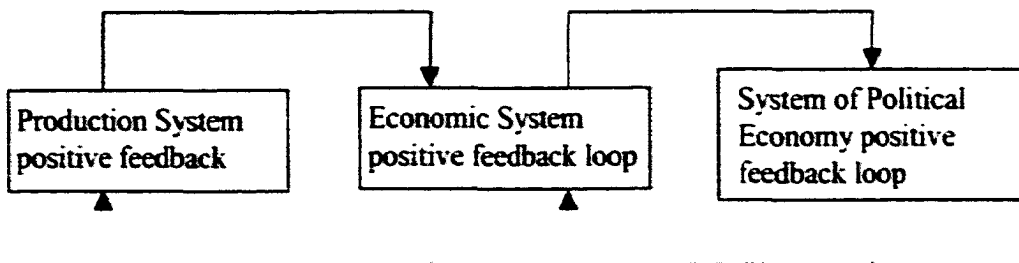 Production System
positive feedback
Economic System
positive feedback loop
System of Political
Economy positive
feedback loop